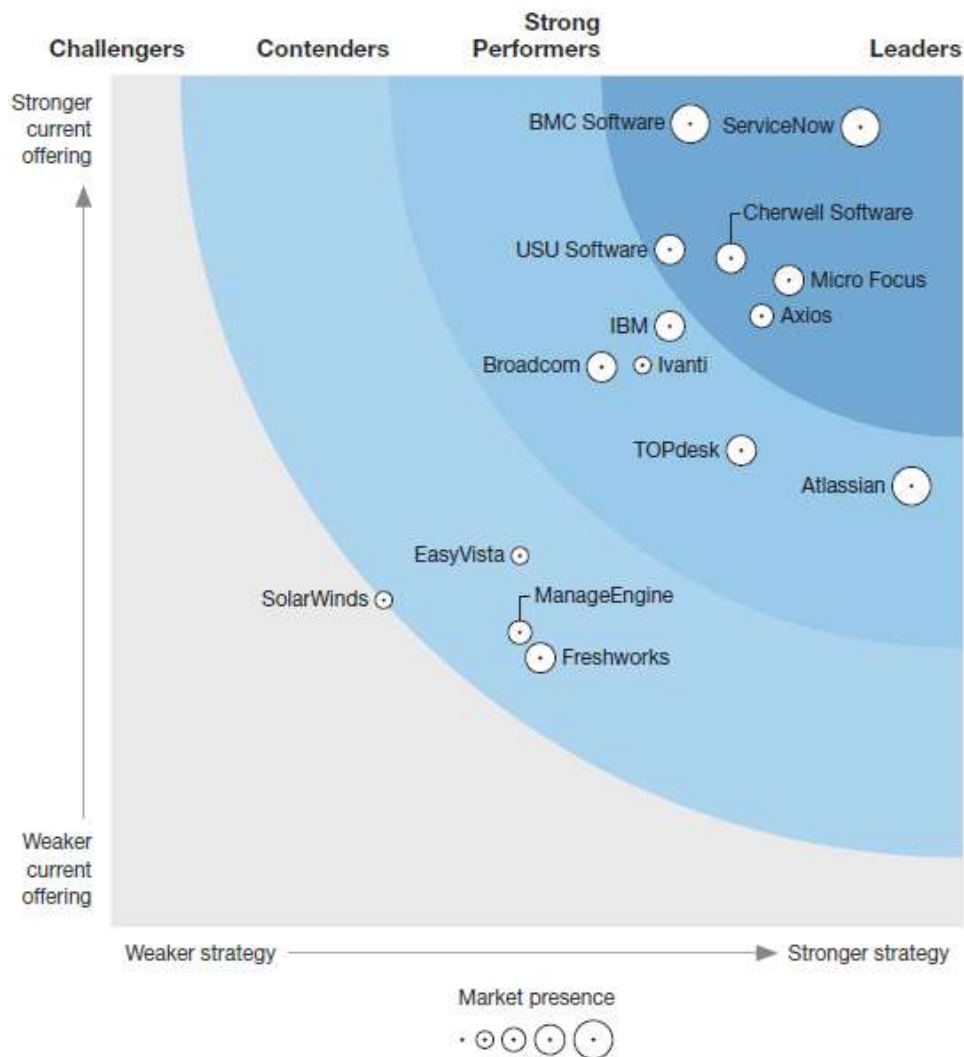 Challengers
Contenders
Strong
Performers
Leaders
Stronger
current
offering
BMC Software
ServiceNow
Cherwell Software
USU Software
Micro Focus
Axios
IBM
Broadcom
Ivanti
TOPdesk
Atlassian
EasyVista
SolarWinds
ManageEngine
Freshworks
Weaker
current
offering
Weaker strategy
Stronger strategy
Market presence